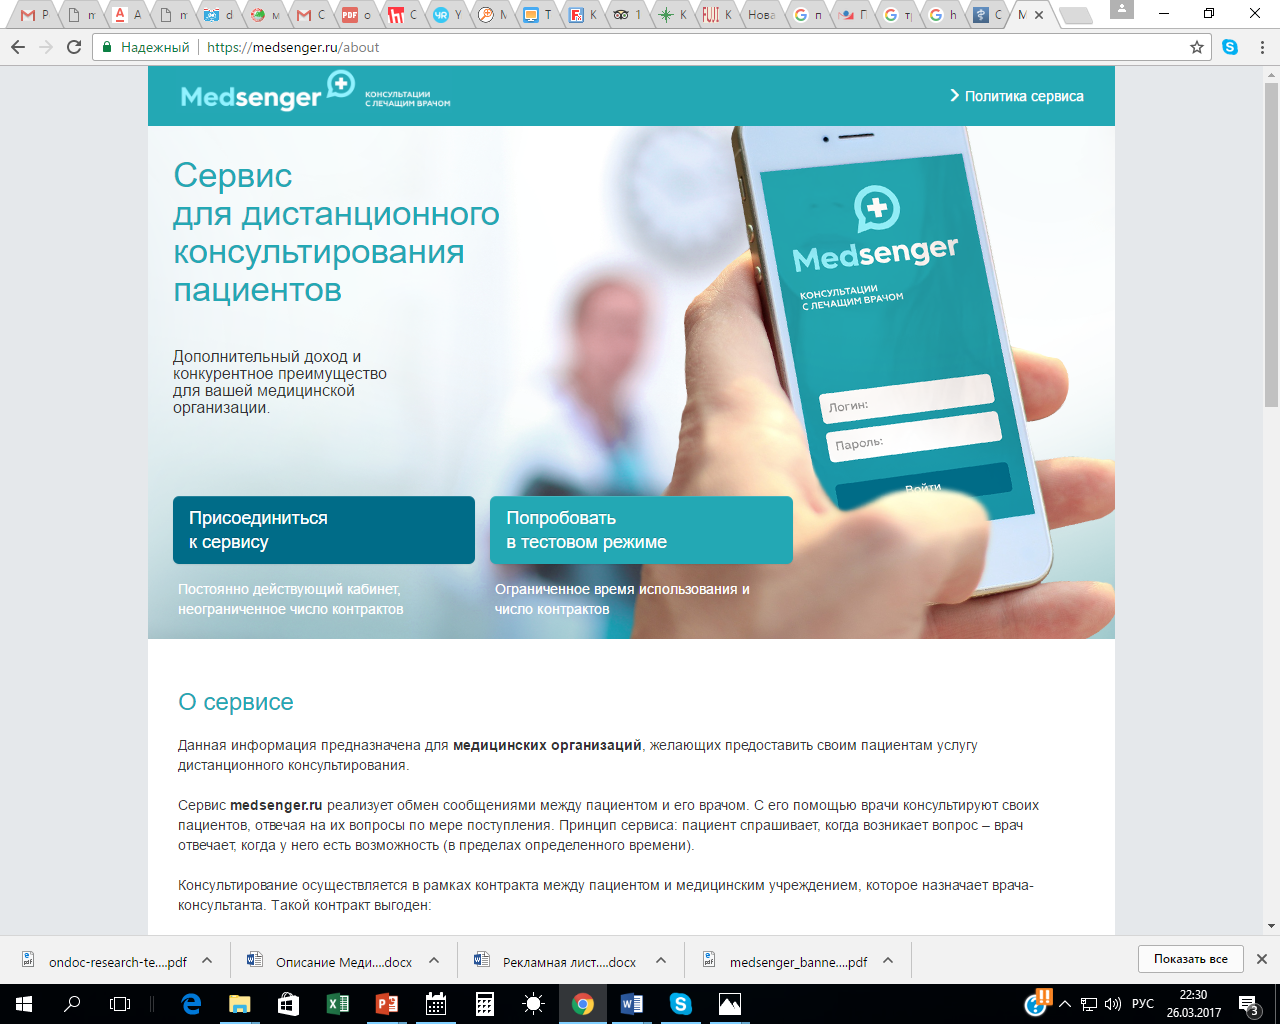 P
m
A
m
d
м
C
о
C
Y
M
T
K
1
K
K
Нова
п
П
тр
h
С
М
Надежный
https://medsenger.ru/about
Medsenger
КОНСУЛЬТАЦИИ
С ЛЕЧАЩИМ ВРАЧОМ
Политика сервиса
Сервис
для дистанционного
консультирования
пациентов
Дополнительный доход и
конкурентное преимущество
для вашей медицинской
организации.
Medsenger
КОНСУЛЬТАЦИИ
С ЛЕЧАЩИМ ВРАЧОМ
Логин:
Пароль:
Войти
Присоединиться
к сервису
Попробовать
в тестовом режиме
Постоянно действующий кабинет,
неограниченное число контрактов
Ограниченное время использования и
число контрактов
О сервисе
Данная информация предназначена для медицинских организаций, желающих предоставить своим пациентам услугу
дистанционного консультирования.
Сервис medsenger.ru реализует обмен сообщениями между пациентом и его врачом. С его помощью врачи консультируют своих
пациентов, отвечая на их вопросы по мере поступления. Принцип сервиса: пациент спрашивает, когда возникает вопрос – врач
отвечает, когда у него есть возможность (в пределах определенного времени).
Консультирование осуществляется в рамках контракта между пациентом и медицинским учреждением, которое назначает врача-
консультанта. Такой контракт выгоден:
ondoc-research-te....pdf
Описание Меди....docx
Рекламная лист....docx
medsenger_banne....pdf
Показать все
РУС
22:30
26.03.2017
3